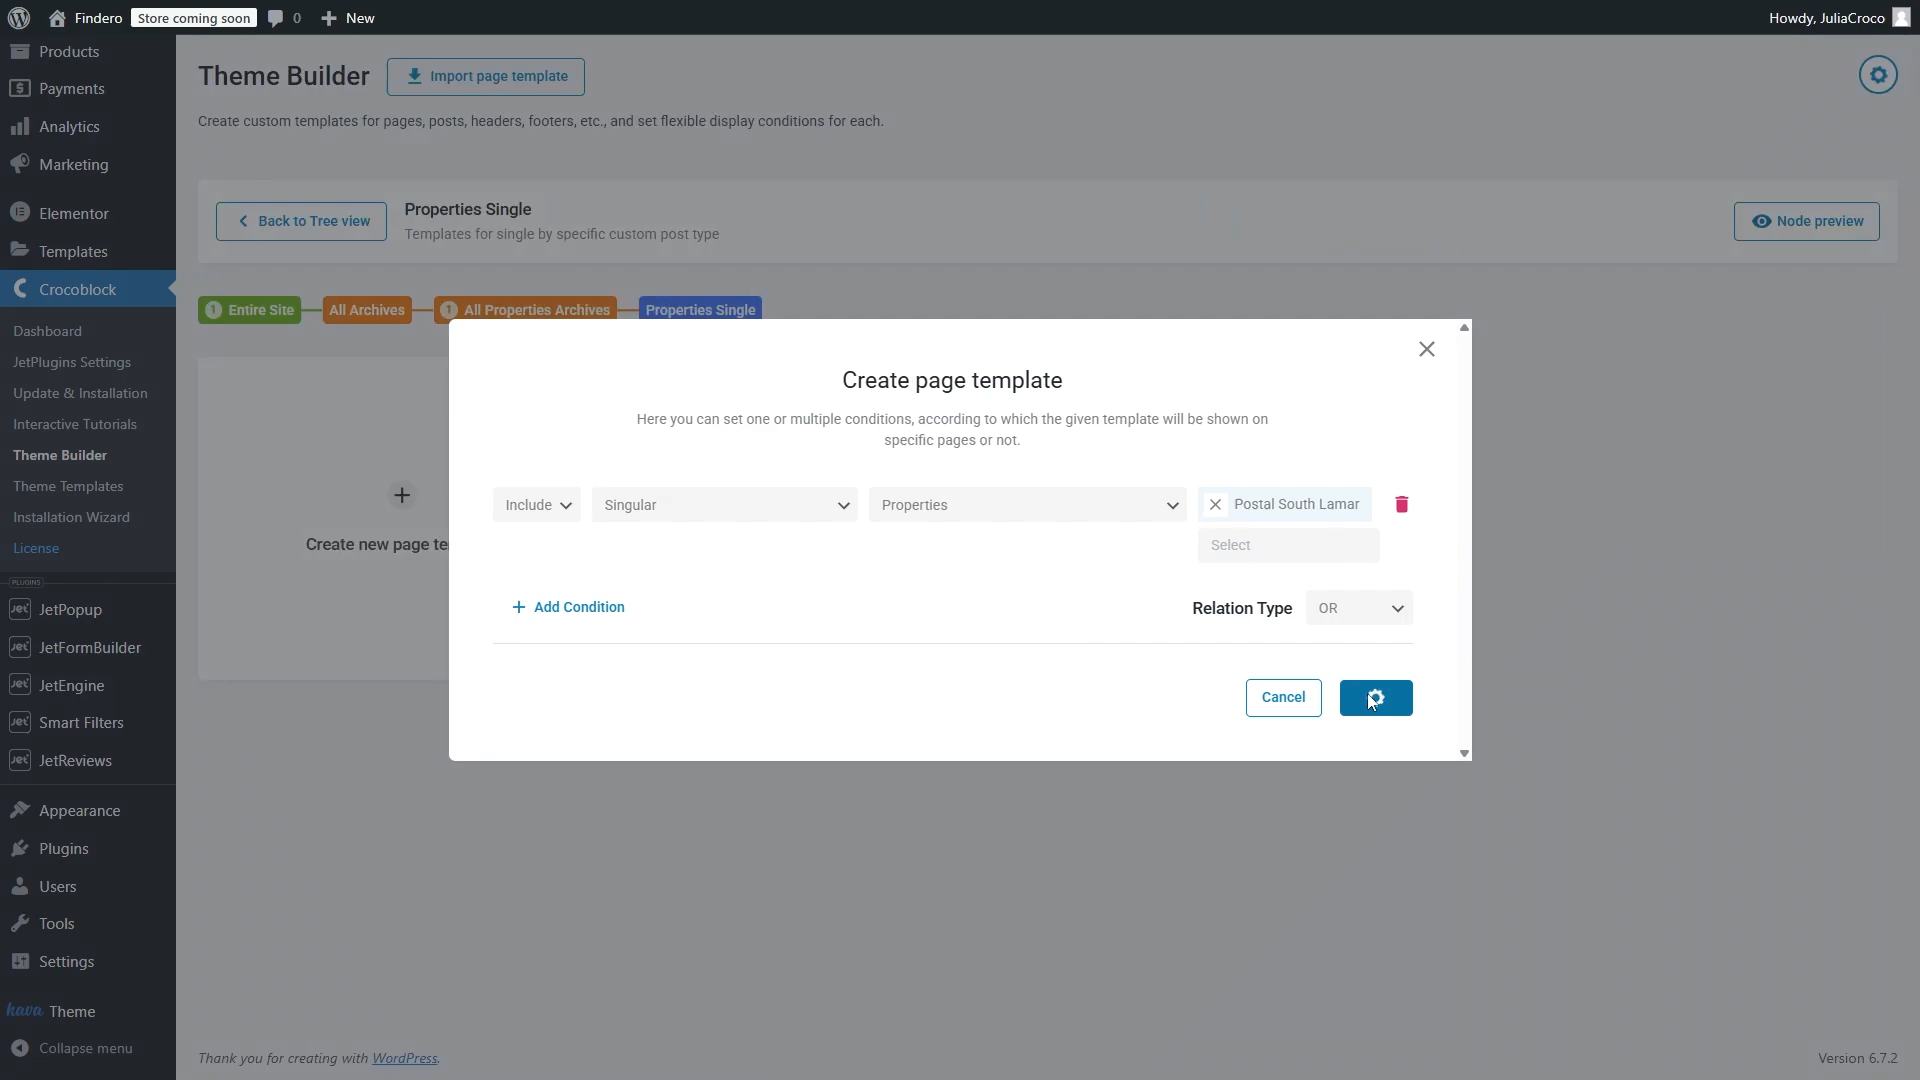 Findero
Store coming soon
0
New
Howdy, JuliaCroco
Products
Payments
Analytics
Marketing
Elementor
Templates
Crocoblock
Dashboard
JetPlugins Settings
Update & Installation
Interactive Tutorials
Theme Builder
Theme Templates
Installation Wizard
License
PLUGINS
JetPopup
JetFormBuilder
JetEngine
Smart Filters
JetReviews
Appearance
Plugins
Users
Tools
Settings
kava Theme
Collapse menu
Theme Builder
Import page template
Create custom templates for pages, posts, headers, footers, etc., and set flexible display conditions for each.
Back to Tree view
Properties Single
Templates for single by specific custom post type
Node preview
1 Entire Site
All Archives
1 All Properties Archives
Properties Single
Create new page te
Create page template
Here you can set one or multiple conditions, according to which the given template will be shown on
specific pages or not.
Include
Singular
Properties
Postal South Lamar
Select
Add Condition
Relation Type
OR
Cancel
Thank you for creating with WordPress.
Version 6.7.2